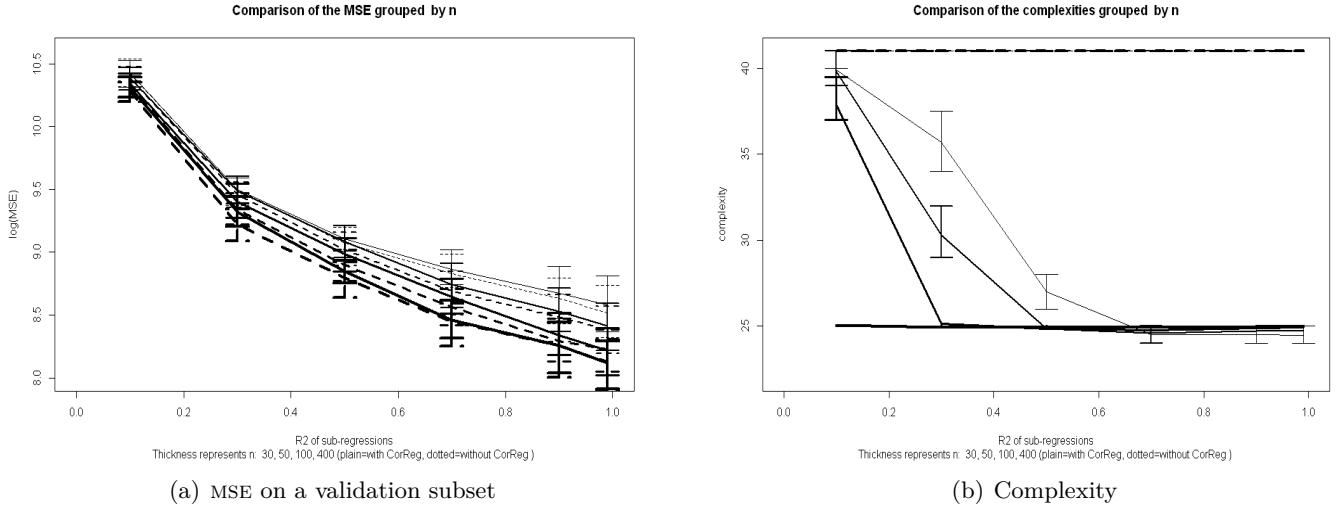 Comparison of the MSE grouped by n
log(MSE)
10.5
10.0
9.5
9.0
8.5
8.0
0.0 0.2 0.4 0.6 0.8 1.0
R2 of sub-regressions
Thickness represents n: 30, 50, 100, 400 (plain=with CorReg, dotted=without CorReg )
(a) MSE on a validation subset
Comparison of the complexities grouped by n
complexity
40
35
30
25
0.0 0.2 0.4 0.6 0.8 1.0
R2 of sub-regressions
Thickness represents n: 30, 50, 100, 400 (plain=with CorReg, dotted=without CorReg )
(b) Complexity